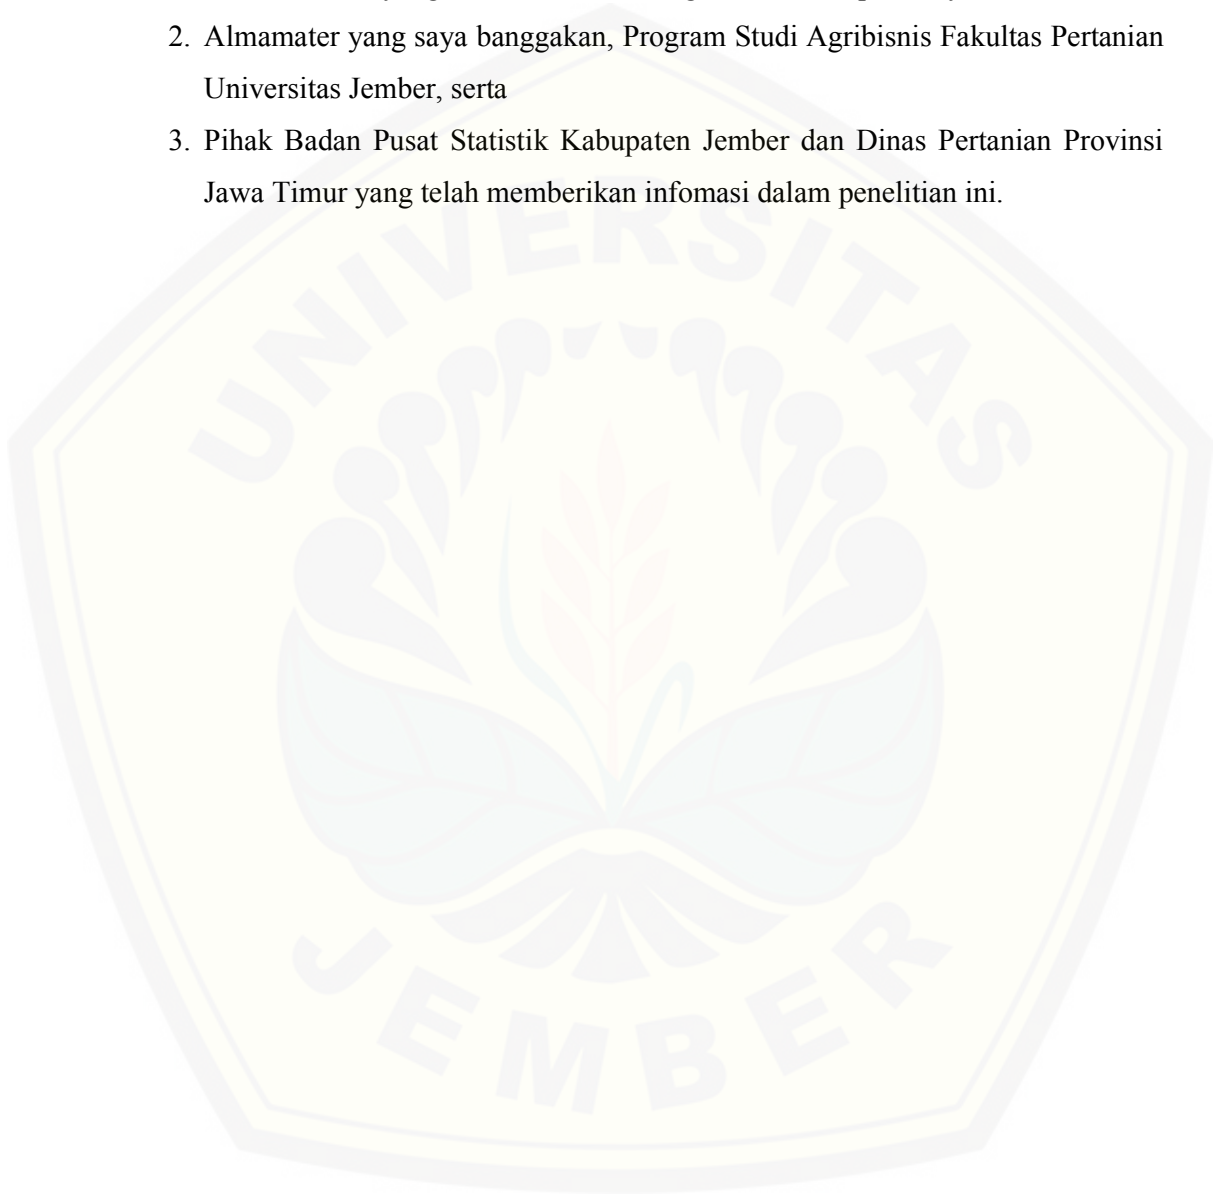 2. Almamater yang saya banggakan, Program Studi Agribisnis Fakultas Pertanian
Universitas Jember, serta
3. Pihak Badan Pusat Statistik Kabupaten Jember dan Dinas Pertanian Provinsi
Jawa Timur yang telah memberikan infomasi dalam penelitian ini.
UNIVERSITAS
JEMBER